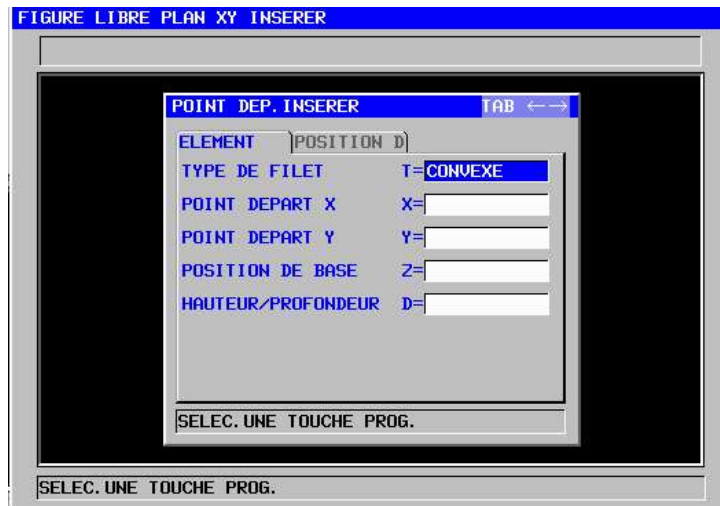 FIGURE LIBRE PLAN XY INSERER
POINT DEP.INSERER TAB ←→
ELEMENT POSITION D
TYPE DE FILET T=CONVEXE
POINT DEPART X X=
POINT DEPART Y Y=
POSITION DE BASE Z=
HAUTEUR/PROFONDEUR D=
SELEC.UNE TOUCHE PROG.
SELEC.UNE TOUCHE PROG.